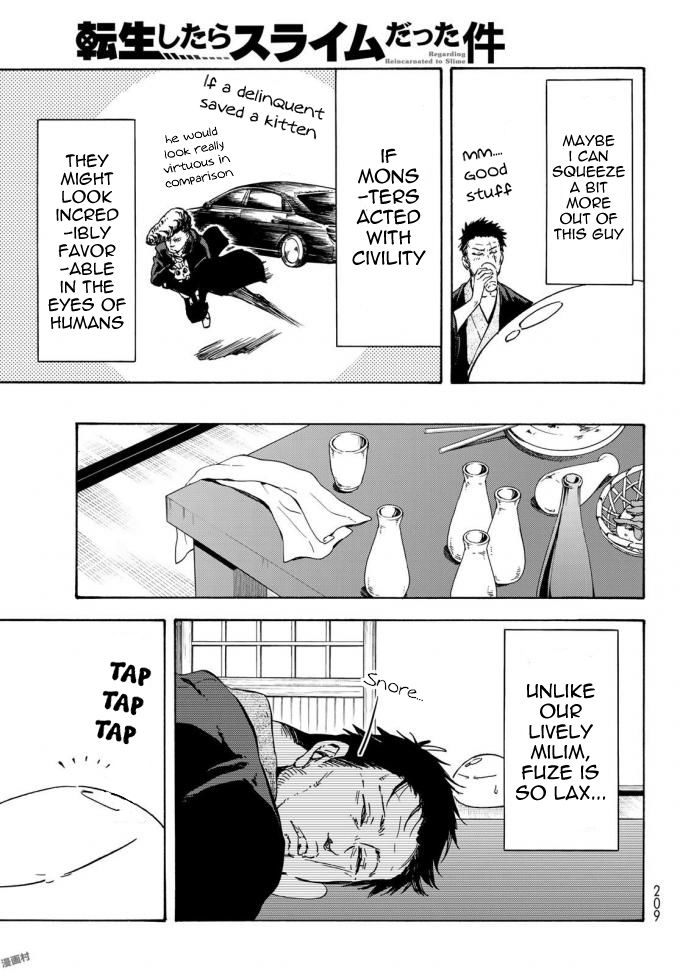 転生したらスライムだった件
Regarding
Reincarnated to Slime
MAYBE
I CAN
SQUEEZE
A BIT
MORE
OUT OF
THIS GUY
MM....
GOOD
stuff
IF
MONS
-TERS
ACTED
WITH
CIVILITY
If a delinquent
saved a kitten
he would
look really
virtuous in
comparison
THEY
MIGHT
LOOK
INCRED
-IBLY
FAVOR
-ABLE
IN THE
EYES OF
HUMANS
UNLIKE
OUR
LIVELY
MILIM,
FUZE IS
SO LAX...
Snore...
TAP
TAP
TAP
209
漫画村